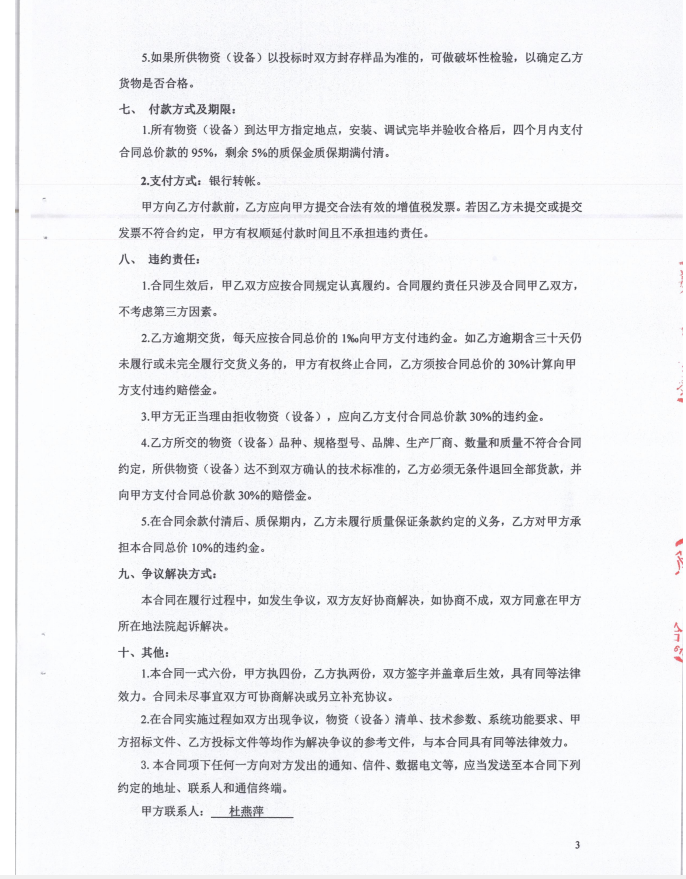 5.如果所供物资（设备）以投标时双方封存样品为准的，可做破坏性检验，以确定乙方
货物是否合格。
七、 付款方式及期限：
1.所有物资（设备）到达甲方指定地点，安装、调试完毕并验收合格后，四个月内支付
合同总价款的 95%，剩余 5%的质保金质保期满付清。
2.支付方式：银行转帐。
甲方向乙方付款前，乙方应向甲方提交合法有效的增值税发票。若因乙方未提交或提交
发票不符合约定，甲方有权顺延付款时间且不承担违约责任。
八、 违约责任：
1.合同生效后，甲乙双方应按合同规定认真履约。合同履约责任只涉及合同甲乙双方，
不考虑第三方因素。
2.乙方逾期交货，每天应按合同总价的 1‰向甲方支付违约金。如乙方逾期含三十天仍
未履行或未完全履行交货义务的，甲方有权终止合同，乙方须按合同总价的 30%计算向甲
方支付违约赔偿金。
3.甲方无正当理由拒收物资（设备），应向乙方支付合同总价款 30%的违约金。
4.乙方所交的物资（设备）品种、规格型号、品牌、生产厂商、数量和质量不符合合同
约定，所供物资（设备）达不到双方确认的技术标准的，乙方必须无条件退回全部货款，并
向甲方支付合同总价款 30%的赔偿金。
5.在合同余款付清后、质保期内，乙方未履行质量保证条款约定的义务，乙方对甲方承
担本合同总价 10%的违约金。
九、争议解决方式：
本合同在履行过程中，如发生争议，双方友好协商解决，如协商不成，双方同意在甲方
所在地法院起诉解决。
十、其他：
1.本合同一式六份，甲方执四份，乙方执两份，双方签字并盖章后生效，具有同等法律
效力。合同未尽事宜双方可协商解决或另立补充协议。
2.在合同实施过程如双方出现争议，物资（设备）清单、技术参数、系统功能要求、甲
方招标文件、乙方投标文件等均作为解决争议的参考文件，与本合同具有同等法律效力。
3. 本合同项下任何一方向对方发出的通知、信件、数据电文等，应当发送至本合同下列
约定的地址、联系人和通信终端。
甲方联系人： 杜燕萍
3